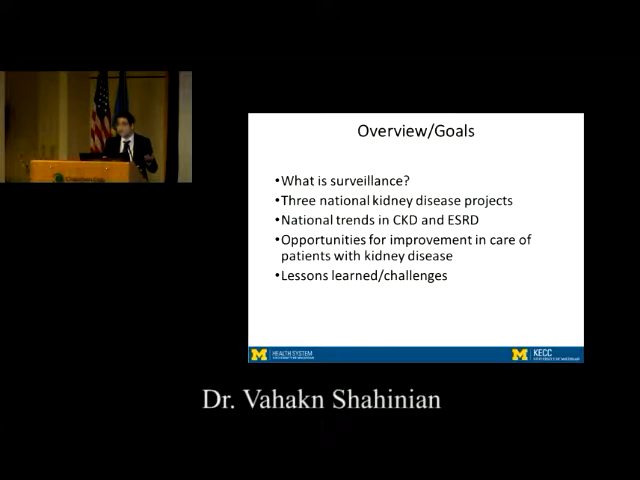 Overview/Goals
•What is surveillance?
•Three national kidney disease projects
•National trends in CKD and ESRD
•Opportunities for improvement in care of
patients with kidney disease
•Lessons learned/challenges
M HEALTH SYSTEM
M KECC
Dr. Vahakn Shahinian